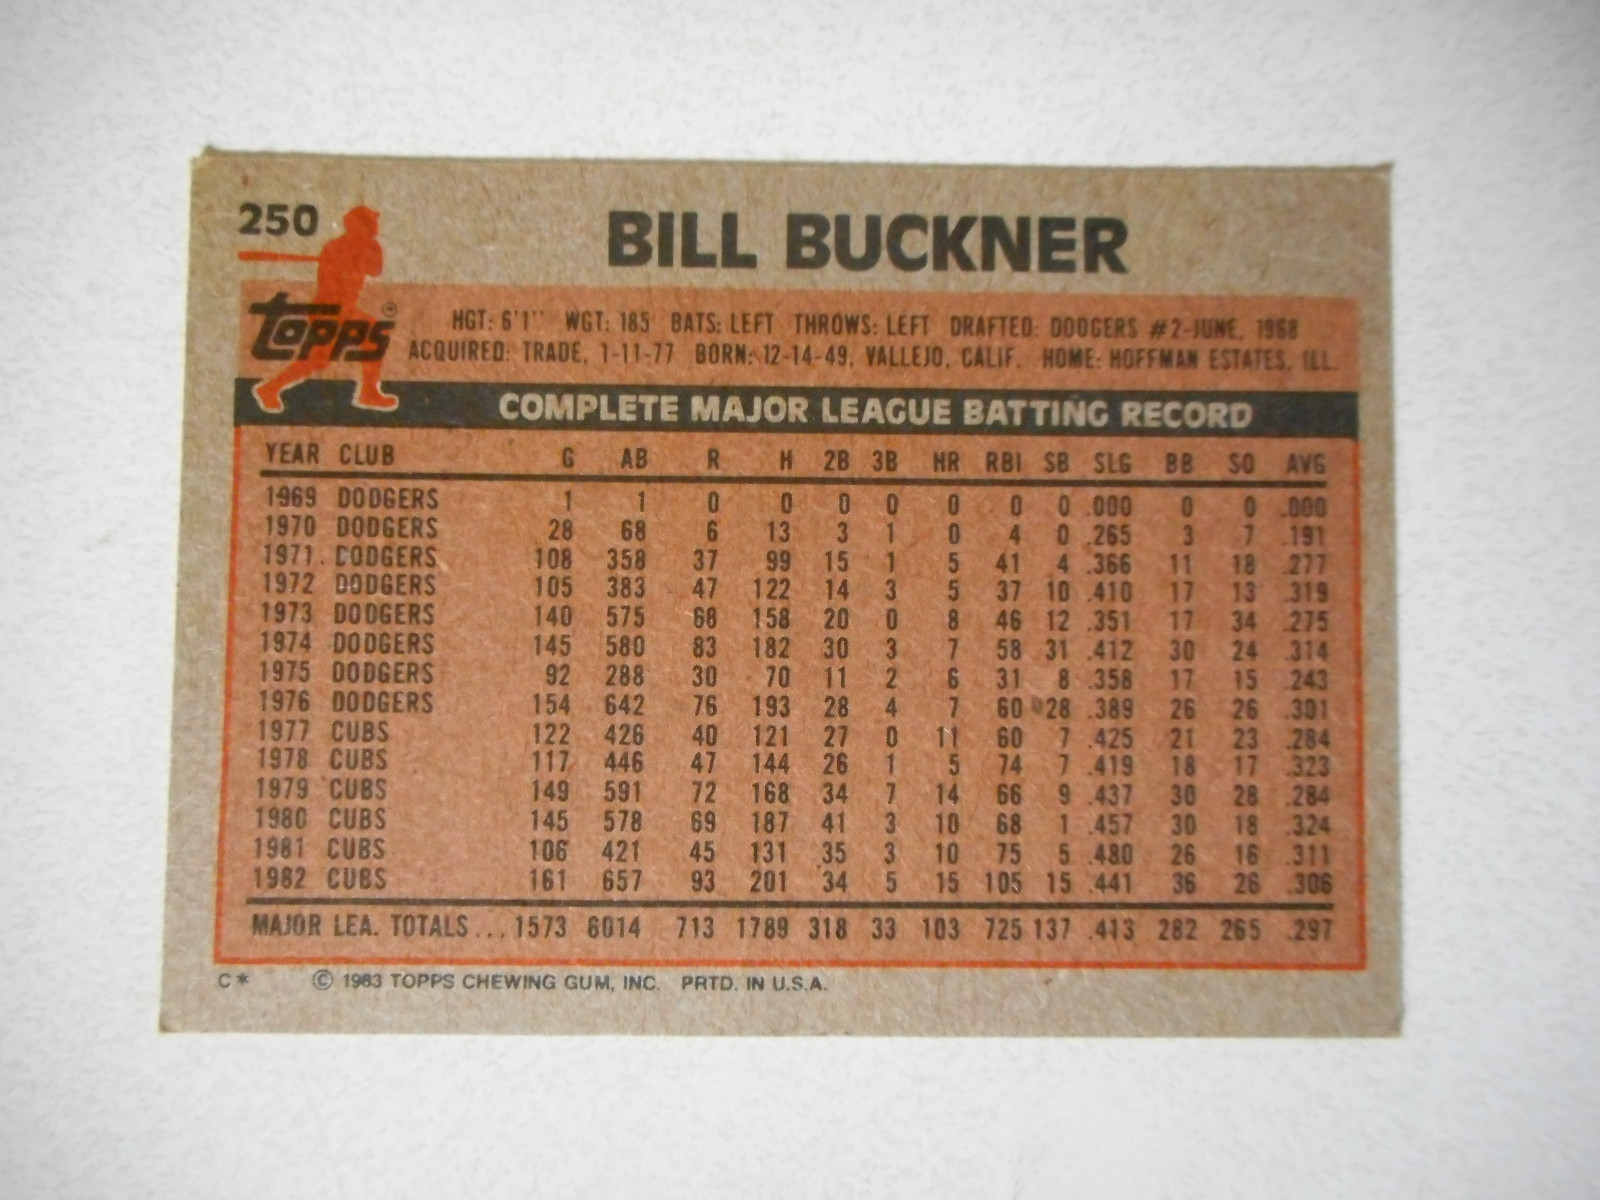 250
BILL BUCKNER
topps®
HGT: 6'1" WGT: 185 BATS: LEFT THROWS: LEFT DRAFTED: DODGERS #2-JUNE, 1968
ACQUIRED: TRADE, 1-11-77 BORN: 12-14-49, VALLEJO, CALIF. HOME: HOFFMAN ESTATES, ILL.
COMPLETE MAJOR LEAGUE BATTING RECORD
YEAR CLUB G AB R H 2B 3B HR RBI SB SLG BB SO AVG
1969 DODGERS 1 1 0 0 0 0 0 0 0 .000 0 0 .000
1970 DODGERS 28 68 6 13 3 1 0 4 0 .265 3 7 .191
1971 DODGERS 108 358 37 99 15 1 5 41 4 .366 11 18 .277
1972 DODGERS 105 383 47 122 14 3 5 37 10 .410 17 13 .319
1973 DODGERS 140 575 68 158 20 0 8 46 12 .351 17 34 .275
1974 DODGERS 145 580 83 182 30 3 7 58 31 .412 30 24 .314
1975 DODGERS 92 288 30 70 11 2 6 31 8 .358 17 15 .243
1976 DODGERS 154 642 76 193 28 4 7 60 28 .389 26 26 .301
1977 CUBS 122 426 40 121 27 0 11 60 7 .425 21 23 .284
1978 CUBS 117 446 47 144 26 1 5 74 7 .419 18 17 .323
1979 CUBS 149 591 72 168 34 7 14 66 9 .437 30 28 .284
1980 CUBS 145 578 69 187 41 3 10 68 1 .457 30 18 .324
1981 CUBS 106 421 45 131 35 3 10 75 5 .480 26 16 .311
1982 CUBS 161 657 93 201 34 5 15 105 15 .441 36 26 .306
MAJOR LEA. TOTALS... 1573 6014 713 1789 318 33 103 725 137 .413 282 265 .297
C* © 1983 TOPPS CHEWING GUM, INC. PRTD. IN U.S.A.